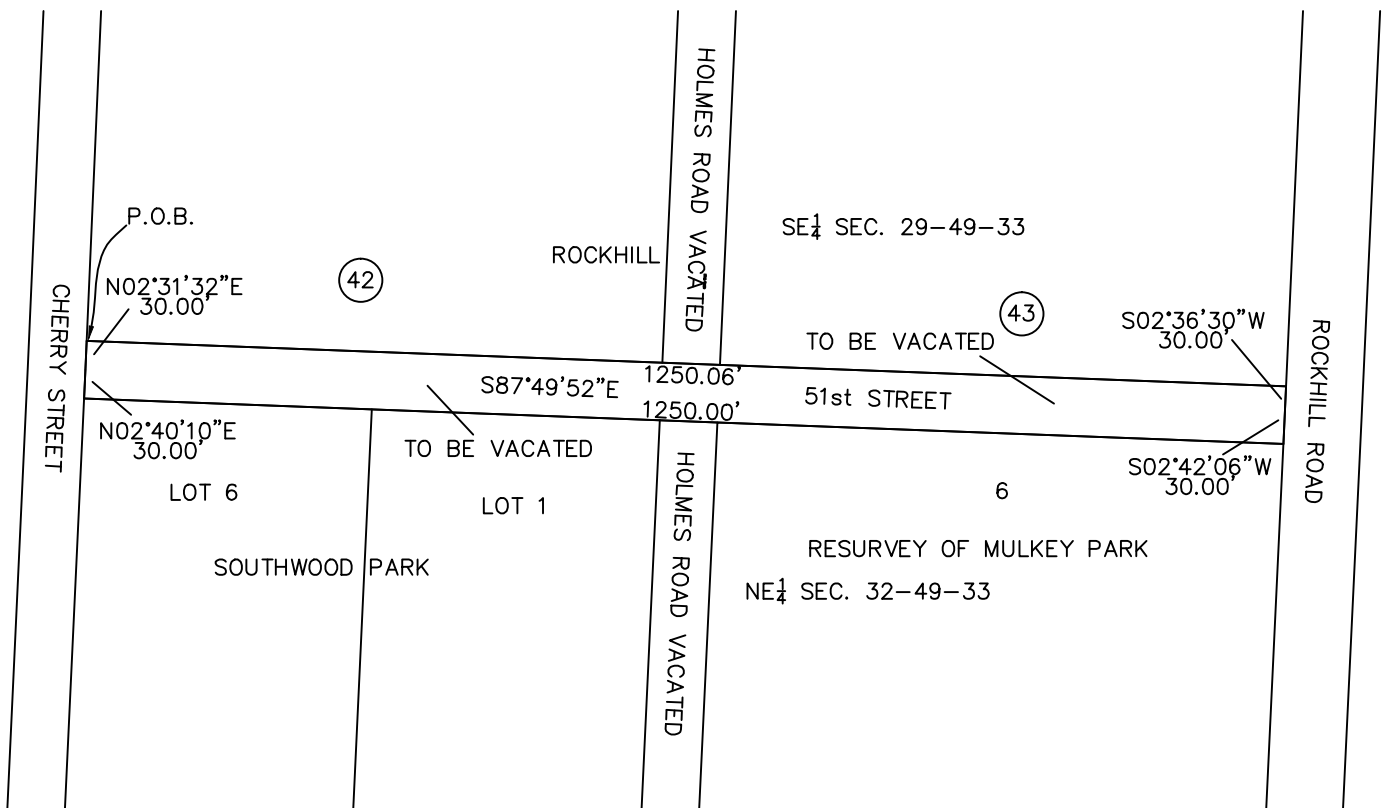 HOLMES ROAD VACATED
P.O.B.
SE¼ SEC. 29-49-33
ROCKHILL
N02°31'32"E
30.00'
42
43
S02°36'30"W
30.00'
CHERRY STREET
ROCKHILL ROAD
TO BE VACATED
1250.06'
S87°49'52"E
51st STREET
1250.00'
N02°40'10"E
30.00'
TO BE VACATED
S02°42'06"W
30.00'
LOT 6
LOT 1
6
HOLMES ROAD VACATED
SOUTHWOOD PARK
RESURVEY OF MULKEY PARK
NE¼ SEC. 32-49-33